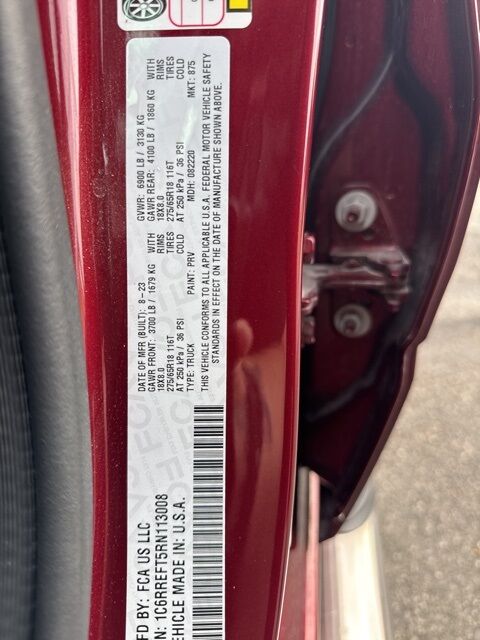 MFD BY: FCA US LLC
DATE OF MFR (BUILT): 8-23
GVWR: 6900 LB / 3130 KG
GAWR FRONT: 3700 LB / 1679 KG WITH
GAWR REAR: 4100 LB / 1860 KG WITH
18X8.0 RIMS
18X8.0 RIMS
275/65R18 116T TIRES
275/65R18 116T TIRES
AT 250 kPa / 36 PSI COLD
AT 250 kPa / 36 PSI COLD
TYPE: TRUCK PAINT: PRV MDH: 082220 MKT: 875
THIS VEHICLE CONFORMS TO ALL APPLICABLE U.S.A. FEDERAL MOTOR VEHICLE SAFETY
STANDARDS IN EFFECT ON THE DATE OF MANUFACTURE SHOWN ABOVE.
N: 1C6RREFT5RN113008
VEHICLE MADE IN: U.S.A.